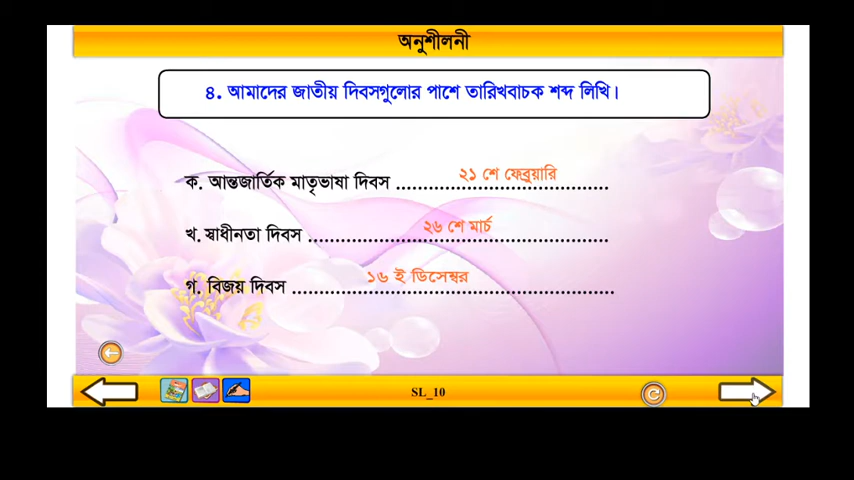 অনুশীলনী
৪. আমাদের জাতীয় দিবসগুলোর পাশে তারিখবাচক শব্দ লিখি।
ক. আন্তজার্তিক মাতৃভাষা দিবস ........................................ ২১ শে ফেব্রুয়ারি
খ. স্বাধীনতা দিবস ........................................................ ২৬ শে মার্চ
গ. বিজয় দিবস ............................................................ ১৬ ই ডিসেম্বর
SL_10